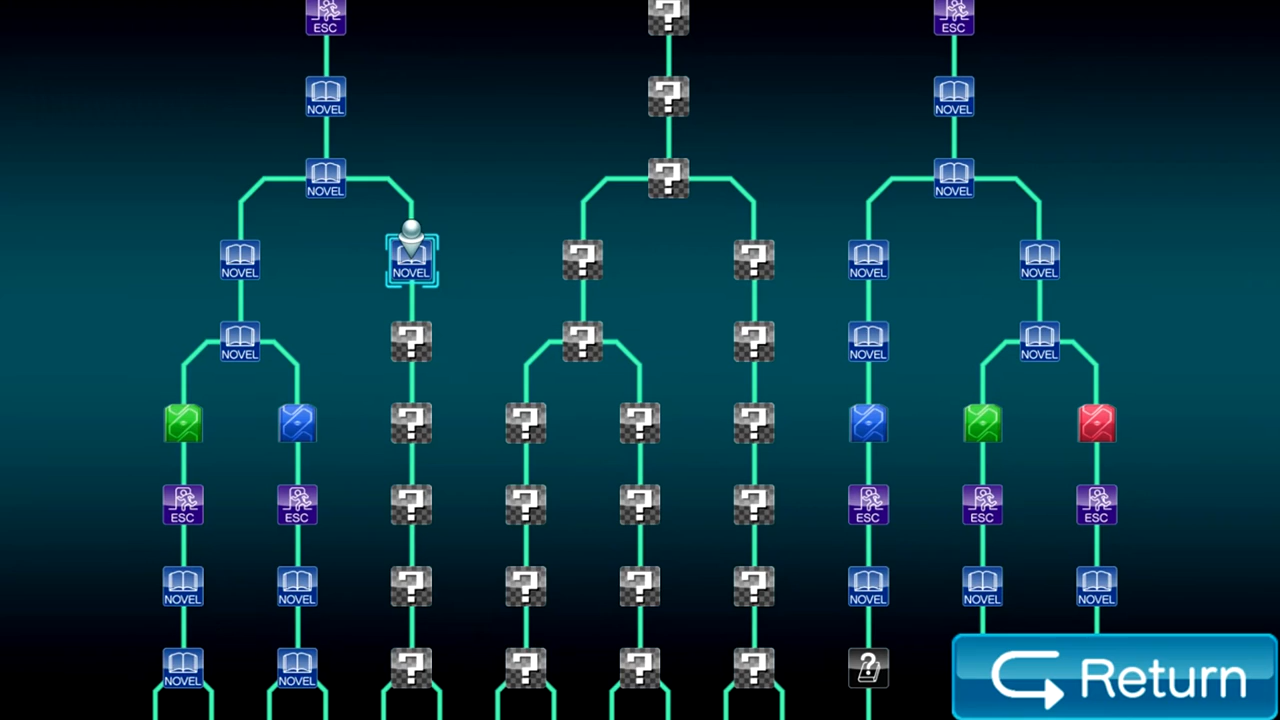 ESC ? ESC
NOVEL ? NOVEL
NOVEL ? NOVEL
NOVEL NOVEL ? ? NOVEL NOVEL
NOVEL ? ? ? NOVEL NOVEL
? ? ? ?
ESC ESC ? ? ? ? ESC ESC ESC
NOVEL NOVEL ? ? ? ? NOVEL NOVEL NOVEL
NOVEL NOVEL ? ? ? ? ?
Return